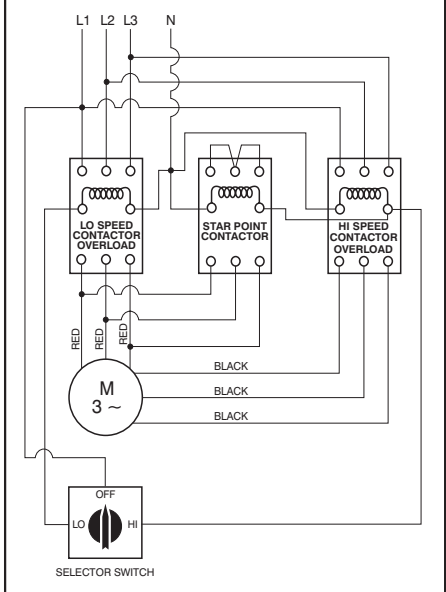 L1 L2 L3 N
LO SPEED
CONTACTOR
OVERLOAD
STAR POINT
CONTACTOR
HI SPEED
CONTACTOR
OVERLOAD
RED
RED
RED
BLACK
M
3 ~
BLACK
BLACK
OFF
LO
HI
SELECTOR SWITCH